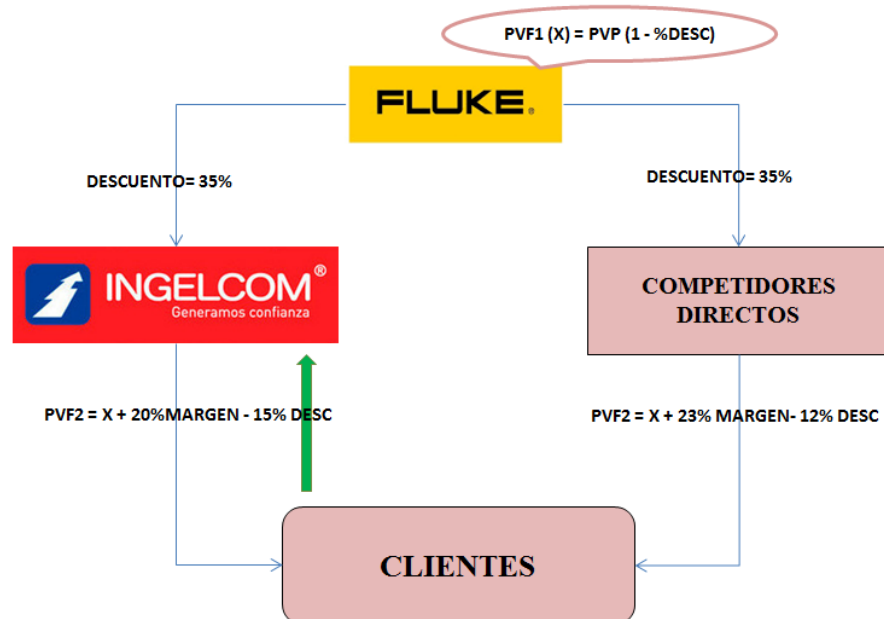 PVF1 (X) = PVP (1 - %DESC)
FLUKE®
DESCUENTO= 35%
DESCUENTO= 35%
INGELCOM®
Generamos confianza
COMPETIDORES
DIRECTOS
PVF2 = X + 20%MARGEN - 15% DESC
PVF2 = X + 23% MARGEN- 12% DESC
CLIENTES